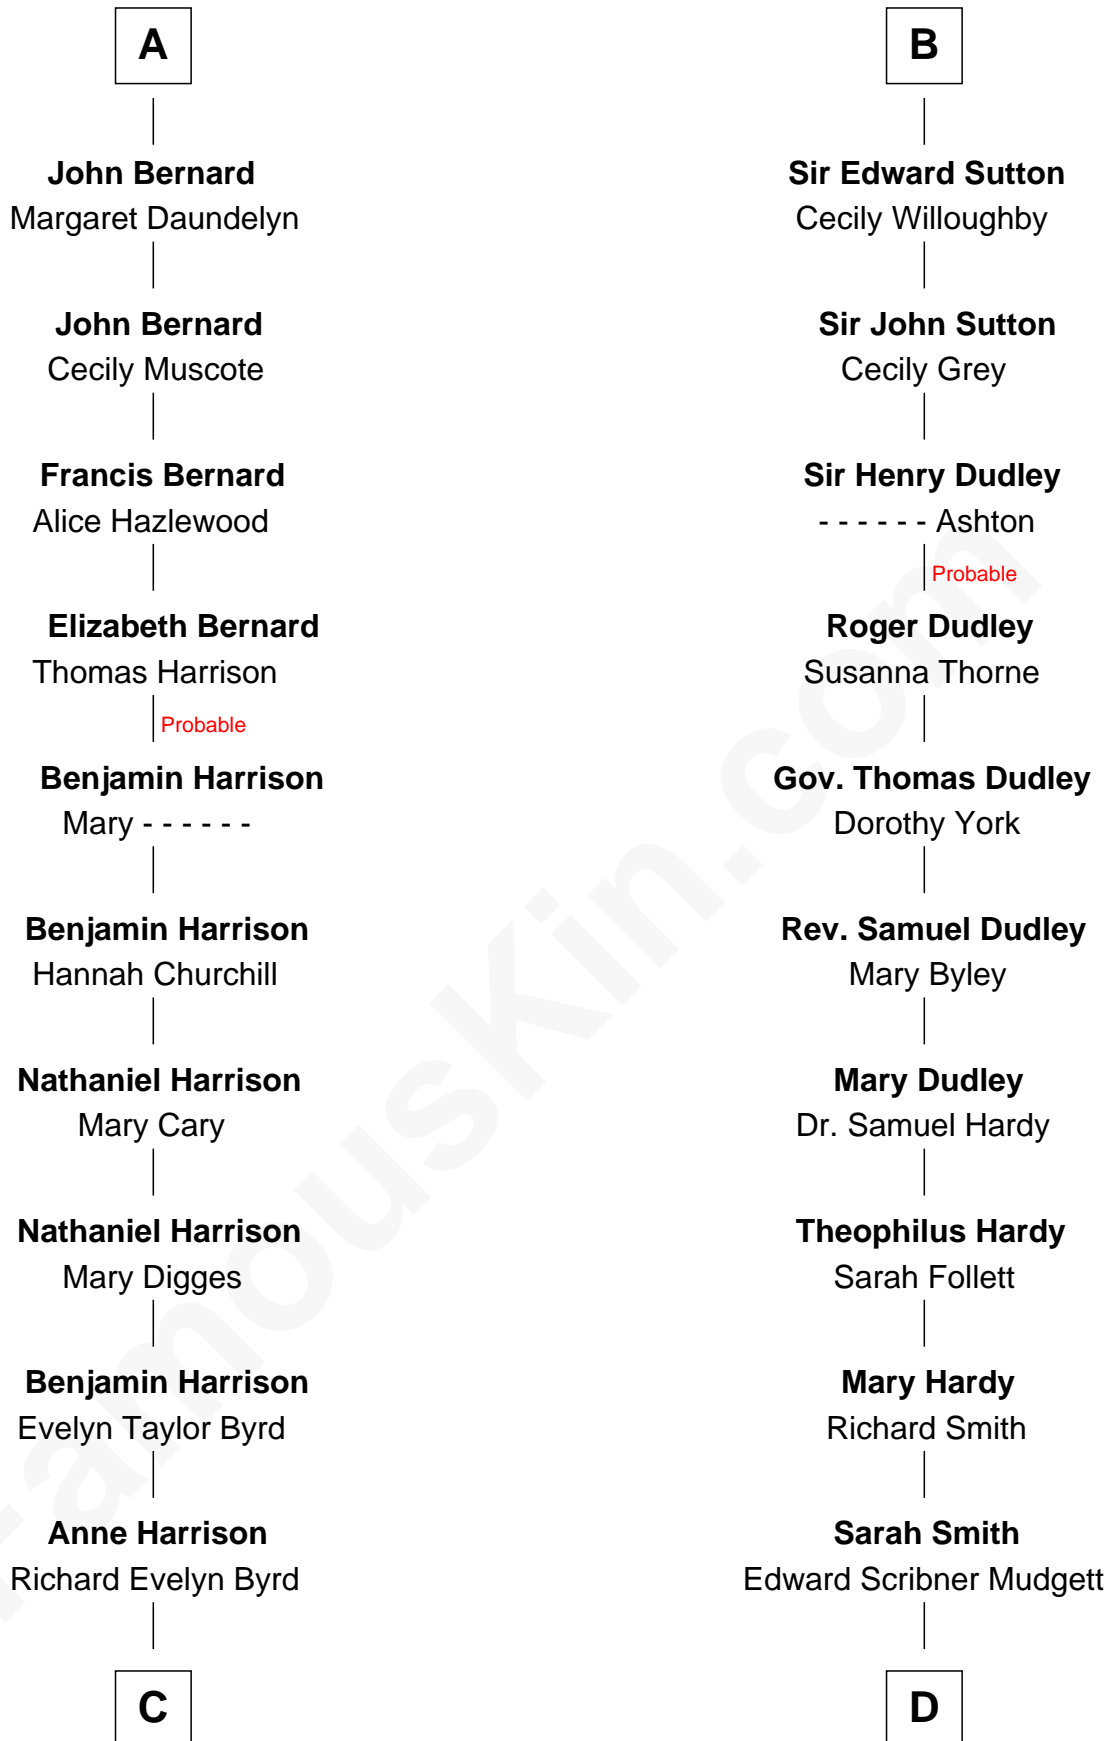 A
John Bernard
Margaret Daundelyn
John Bernard
Cecily Muscote
Francis Bernard
Alice Hazlewood
Elizabeth Bernard
Thomas Harrison
Probable
Benjamin Harrison
Mary - - - - - -
Benjamin Harrison
Hannah Churchill
Nathaniel Harrison
Mary Cary
Nathaniel Harrison
Mary Digges
Benjamin Harrison
Evelyn Taylor Byrd
Anne Harrison
Richard Evelyn Byrd
C
B
Sir Edward Sutton
Cecily Willoughby
Sir John Sutton
Cecily Grey
Sir Henry Dudley
- - - - - - Ashton
Probable
Roger Dudley
Susanna Thorne
Gov. Thomas Dudley
Dorothy York
Rev. Samuel Dudley
Mary Byley
Mary Dudley
Dr. Samuel Hardy
Theophilus Hardy
Sarah Follett
Mary Hardy
Richard Smith
Sarah Smith
Edward Scribner Mudgett
D
FamousKin.com